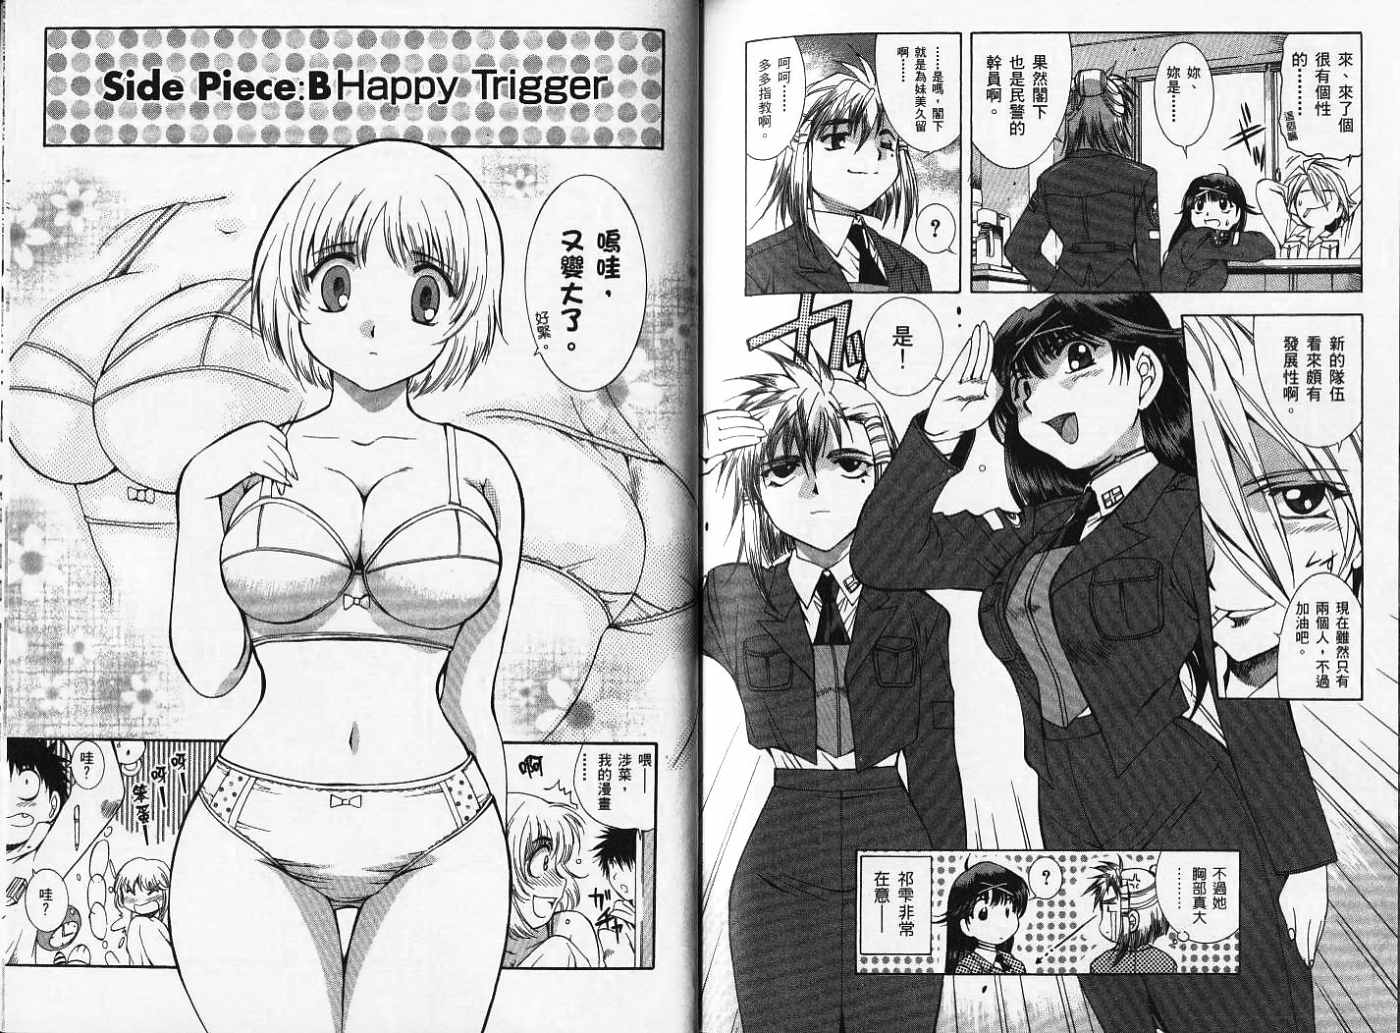 來、來了個
很有個性
的………
這個嘛
妳、
妳是……
果然閣下
也是民警的
幹員啊。
……是嗎，閣下
就是為妹美久留
啊……
呵呵………
多多指教啊。
?
新的隊伍
看來頗有
發展性啊。
是！
現在雖然只有
兩個人，不過
加油吧。
不過她
胸部真大
………
?
祁雫非常
在意——
Side Piece:B Happy Trigger
嗚哇，
又變大了。
好緊。
喂——
涉菜，
我的漫畫
……
啊
呀——
呀——
笨蛋——
哇?
哇?